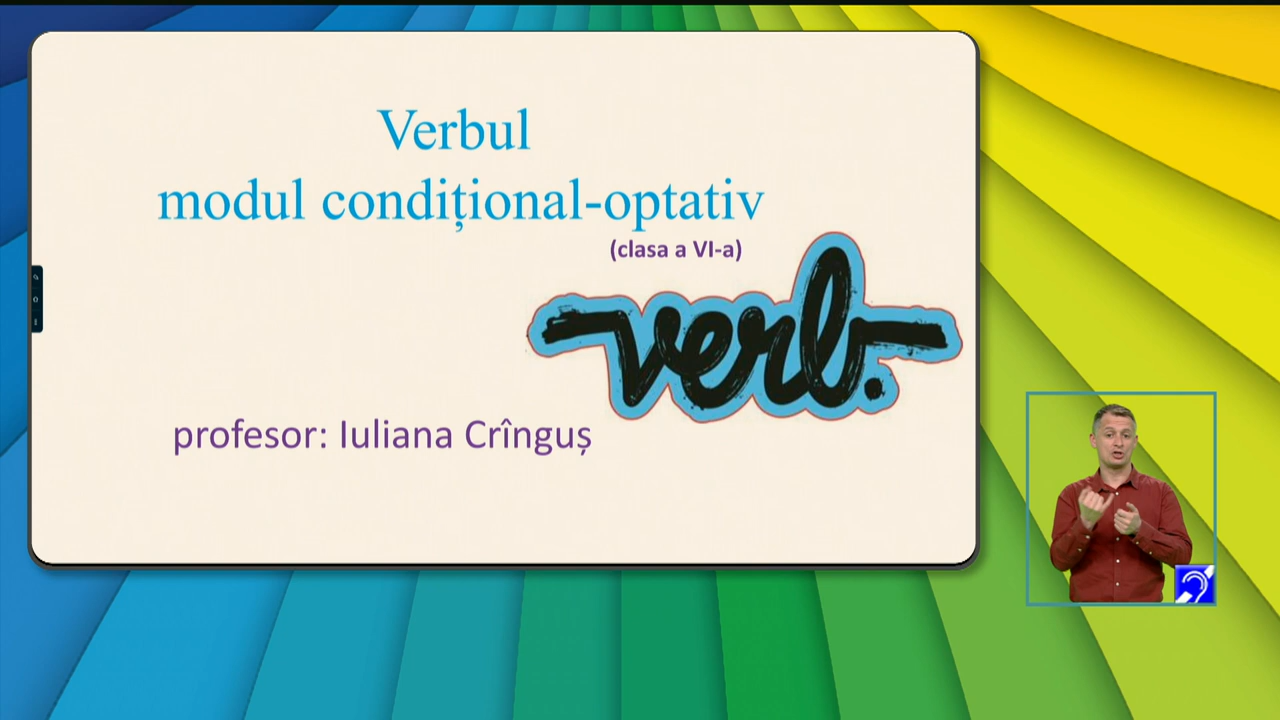 Verbul
modul condițional-optativ
(clasa a VI-a)
verb.
profesor: Iuliana Crînguș